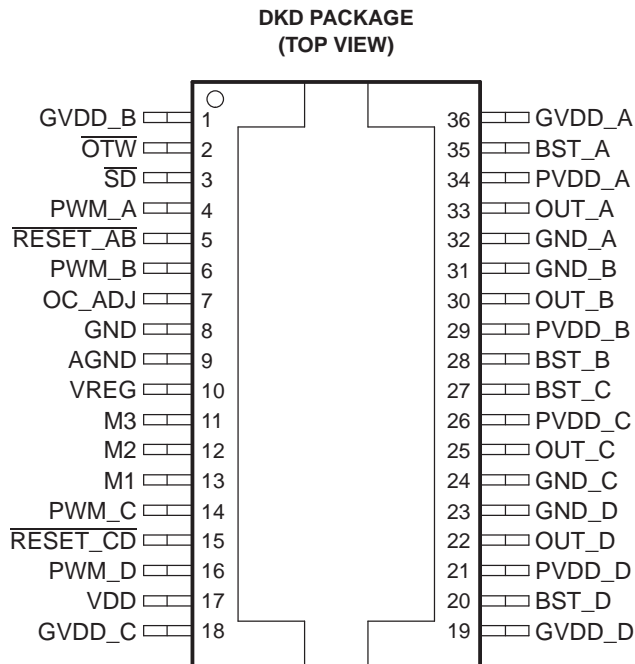 DKD PACKAGE
(TOP VIEW)
GVDD_B 1 36 GVDD_A
OTW 2 35 BST_A
SD 3 34 PVDD_A
PWM_A 4 33 OUT_A
RESET_AB 5 32 GND_A
PWM_B 6 31 GND_B
OC_ADJ 7 30 OUT_B
GND 8 29 PVDD_B
AGND 9 28 BST_B
VREG 10 27 BST_C
M3 11 26 PVDD_C
M2 12 25 OUT_C
M1 13 24 GND_C
PWM_C 14 23 GND_D
RESET_CD 15 22 OUT_D
PWM_D 16 21 PVDD_D
VDD 17 20 BST_D
GVDD_C 18 19 GVDD_D